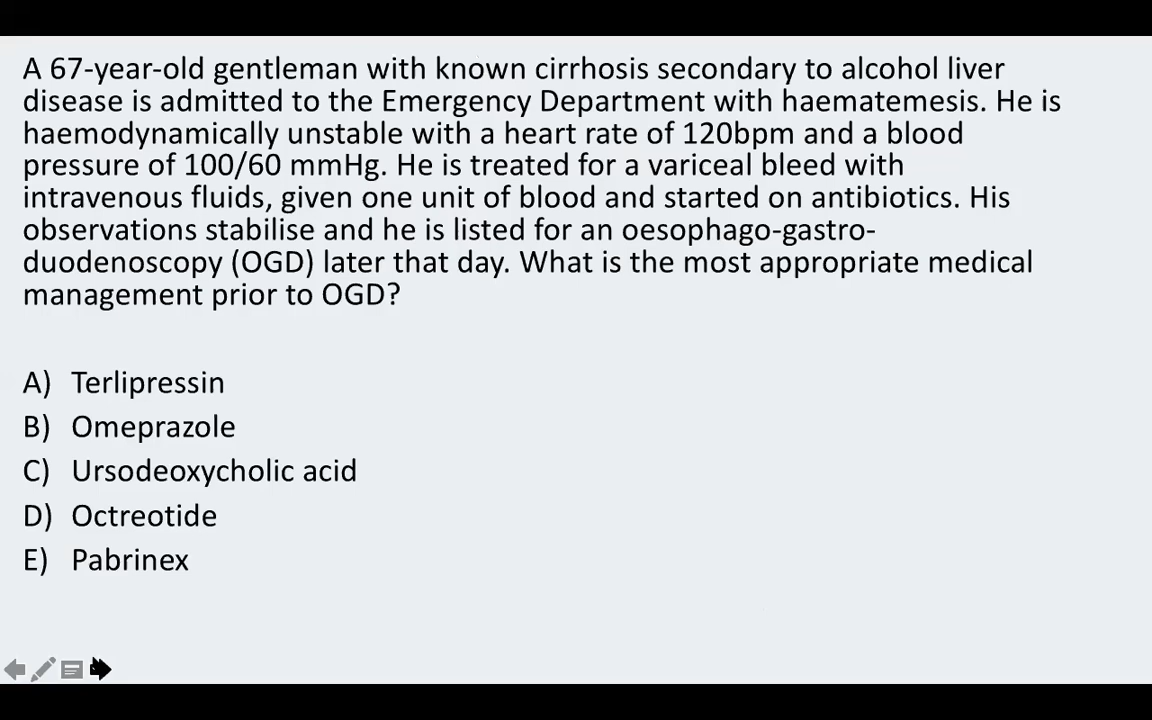 A 67-year-old gentleman with known cirrhosis secondary to alcohol liver
disease is admitted to the Emergency Department with haematemesis. He is
haemodynamically unstable with a heart rate of 120bpm and a blood
pressure of 100/60 mmHg. He is treated for a variceal bleed with
intravenous fluids, given one unit of blood and started on antibiotics. His
observations stabilise and he is listed for an oesophago-gastro-
duodenoscopy (OGD) later that day. What is the most appropriate medical
management prior to OGD?
A) Terlipressin
B) Omeprazole
C) Ursodeoxycholic acid
D) Octreotide
E) Pabrinex